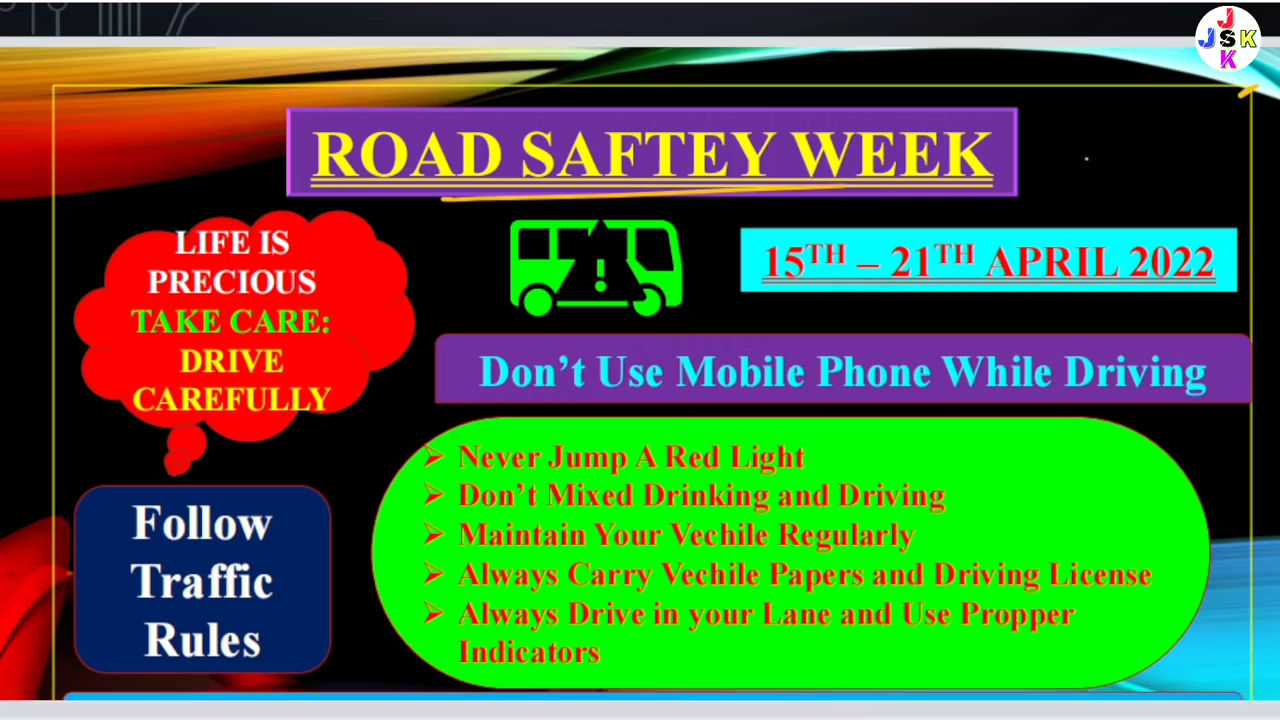 J
JSK
K
ROAD SAFTEY WEEK
LIFE IS
PRECIOUS
TAKE CARE:
DRIVE
CAREFULLY
!
15TH – 21TH APRIL 2022
Don’t Use Mobile Phone While Driving
Never Jump A Red Light
Don’t Mixed Drinking and Driving
Maintain Your Vechile Regularly
Always Carry Vechile Papers and Driving License
Always Drive in your Lane and Use Propper
Indicators
Follow
Traffic
Rules